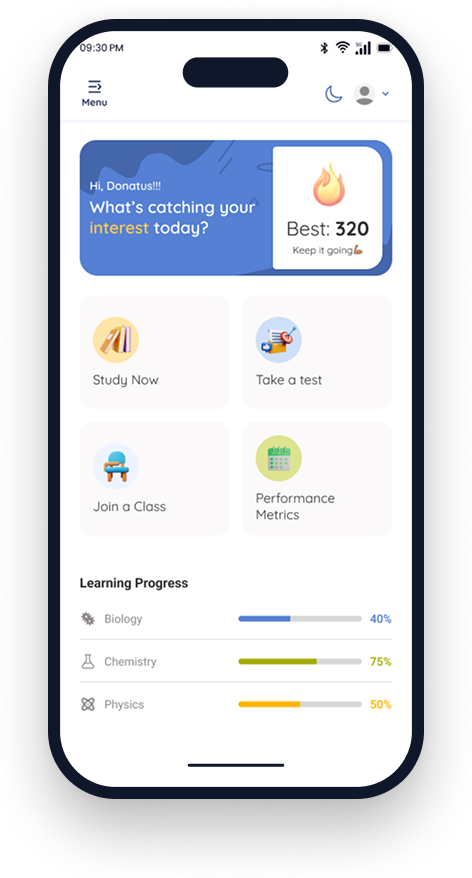 09:30 PM
5G
Menu
Hi, Donatus!!!
What's catching your
interest today?
Best: 320
Keep it going💪🏾
Study Now
Take a test
Join a Class
Performance
Metrics
Learning Progress
Biology 40%
Chemistry 75%
Physics 50%